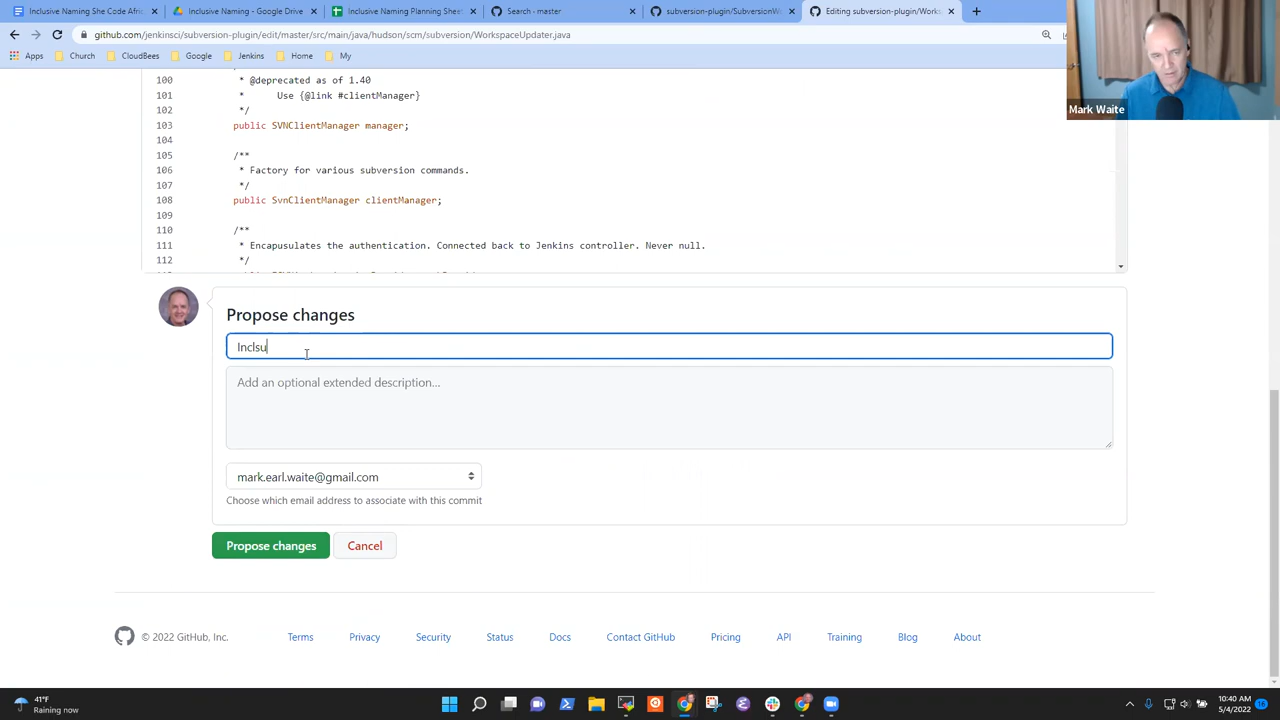 Inclusive Naming She Code Afri
Inclusive Naming - Google Drive
Inclusive Naming Planning Shee
Search - master
subversion-plugin/SubversionW
Editing subversion-plugin/Works
github.com/jenkinsci/subversion-plugin/edit/master/src/main/java/hudson/scm/subversion/WorkspaceUpdater.java
Apps Church CloudBees Google Jenkins Home My
Mark Waite
100 * @deprecated as of 1.40
101 * Use {@link #clientManager}
102 */
103 public SVNClientManager manager;
104
105 /**
106 * Factory for various subversion commands.
107 */
108 public SvnClientManager clientManager;
109
110 /**
111 * Encapusulates the authentication. Connected back to Jenkins controller. Never null.
112 */
Propose changes
Inclsu
Add an optional extended description...
mark.earl.waite@gmail.com
Choose which email address to associate with this commit
Propose changes Cancel
© 2022 GitHub, Inc. Terms Privacy Security Status Docs Contact GitHub Pricing API Training Blog About
41°F
Raining now
10:40 AM
5/4/2022
16